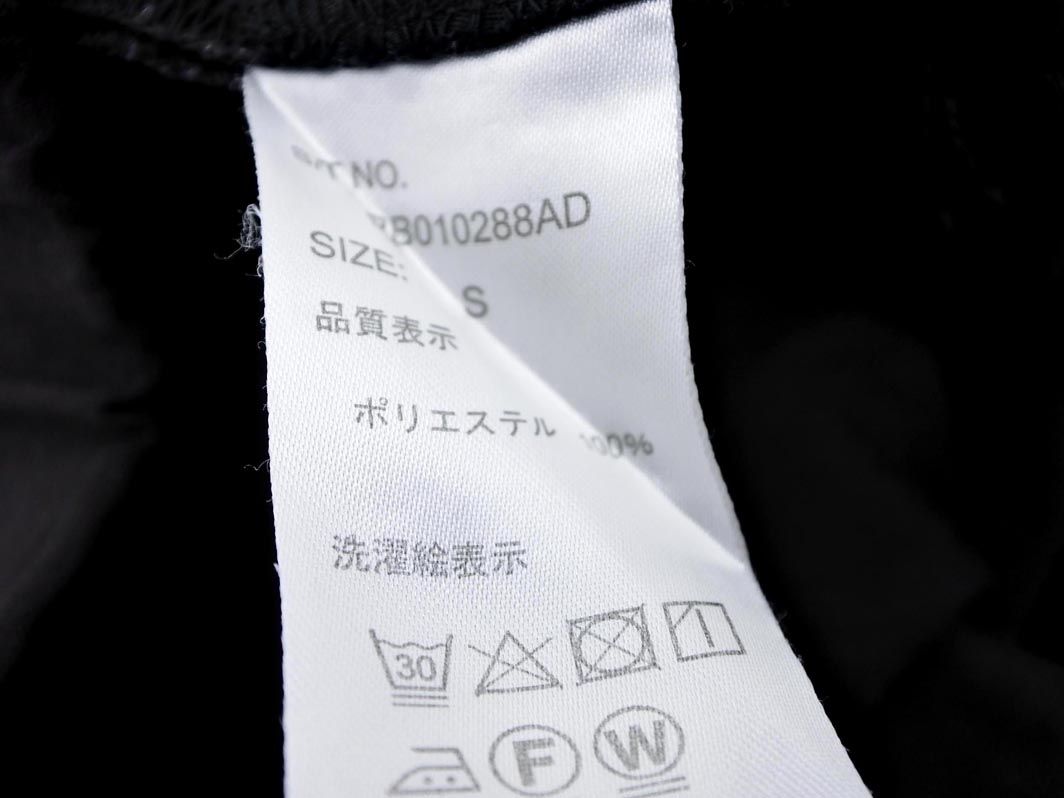 NO.
B010288AD
SIZE:
S
品質表示
ポリエステル 100%
洗濯絵表示
30
F W